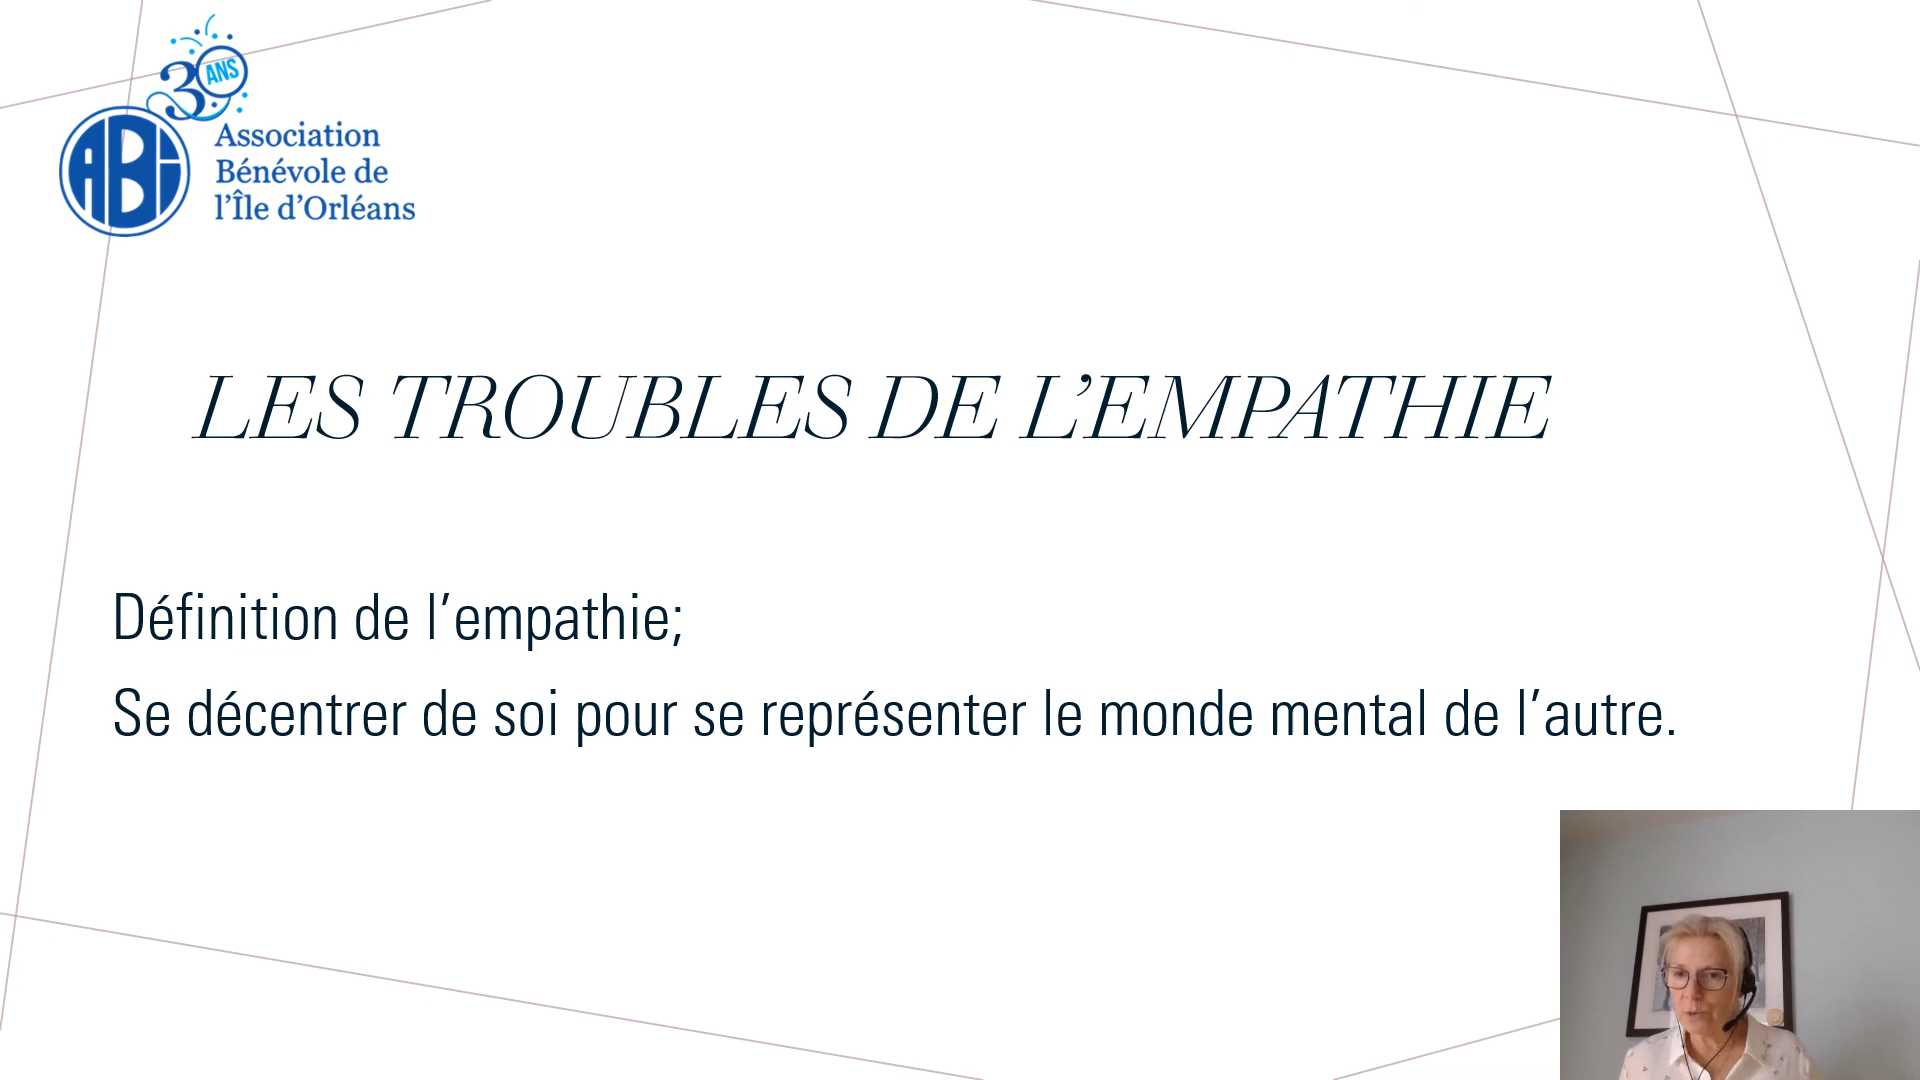 30 ANS
ABi
Association
Bénévole de
l’Île d’Orléans
LES TROUBLES DE L’EMPATHIE
Définition de l’empathie;
Se décentrer de soi pour se représenter le monde mental de l’autre.